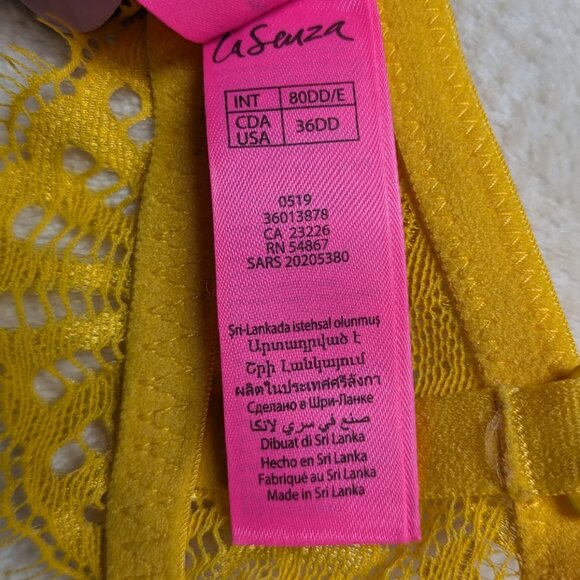 La Senza
INT 80DD/E
CDA USA 36DD
0519
36013878
CA 23226
RN 54867
SARS 20205380
Şri-Lankada istehsal olunmuş
Արտադրված է
Շրի Լանկայում
ผลิตในประเทศศรีลังกา
Сделано в Шри-Ланке
صنع في سري لانكا
Dibuat di Sri Lanka
Hecho en Sri Lanka
Fabriqué au Sri Lanka
Made in Sri Lanka